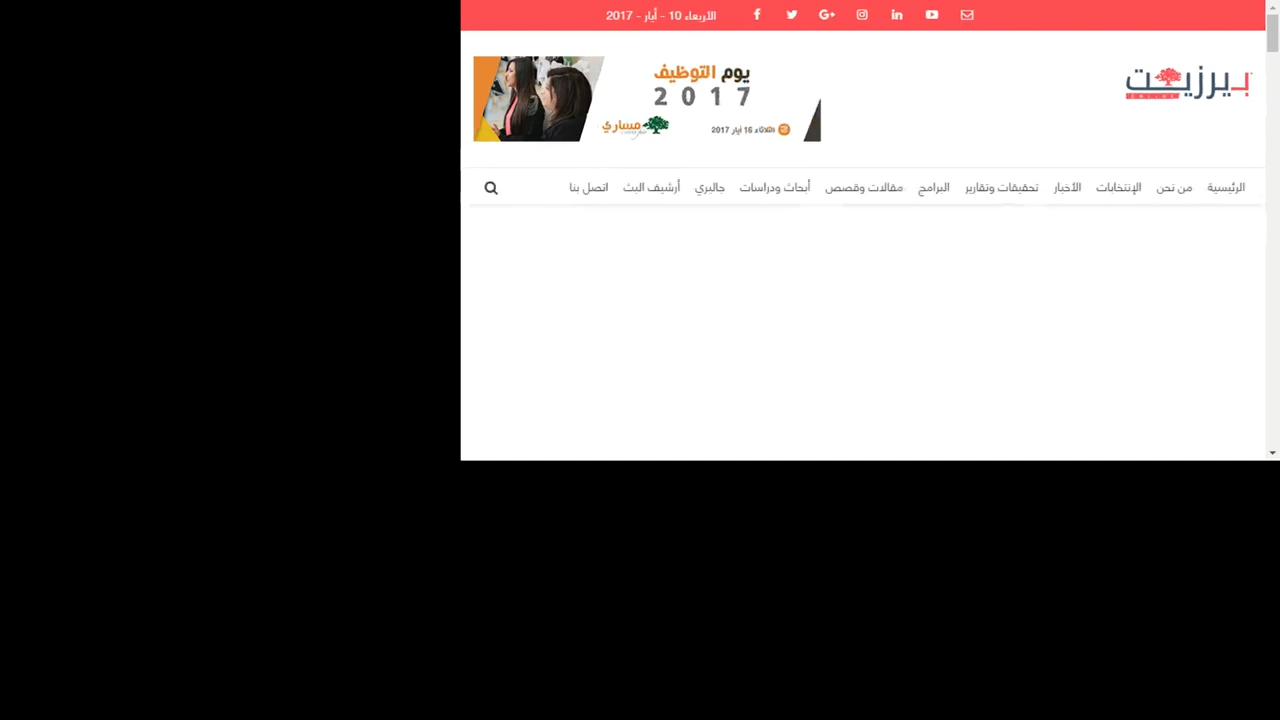 الأربعاء 10 - أيار - 2017
بيرزيت
ONLINE
يوم التوظيف
2017
الثلاثاء 16 أيار 2017
مساري
الرئيسية من نحن الإنتخابات الأخبار تحقيقات وتقارير البرامج مقالات وقصص أبحاث ودراسات جاليري أرشيف البث اتصل بنا